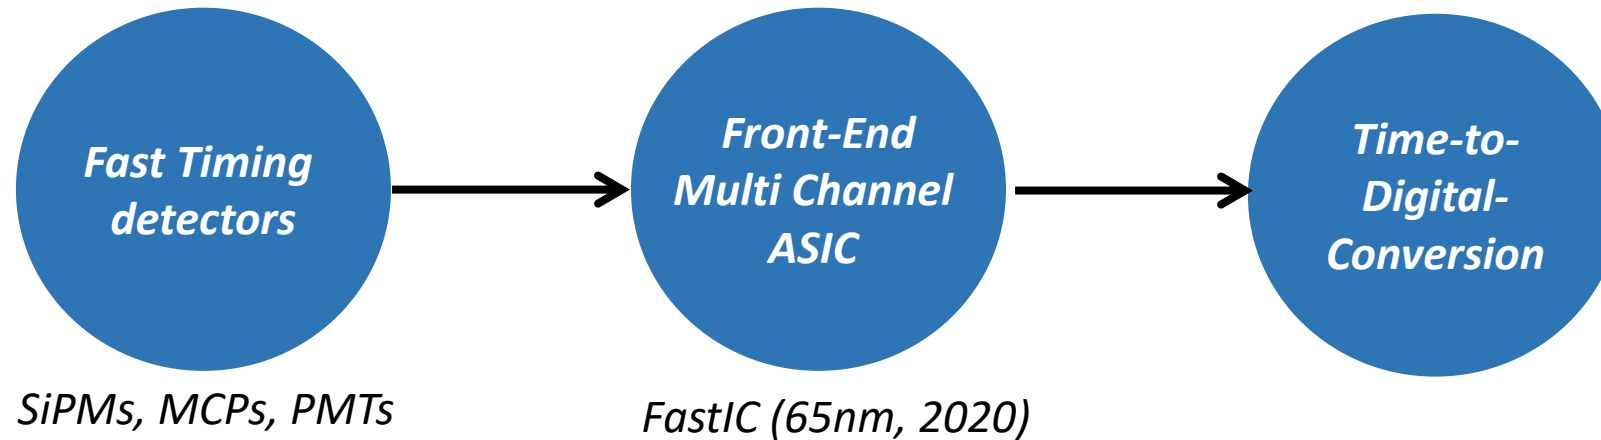 Fast Timing
detectors
Front-End
Multi Channel
ASIC
Time-to-
Digital-
Conversion
SiPMs, MCPs, PMTs
FastIC (65nm, 2020)